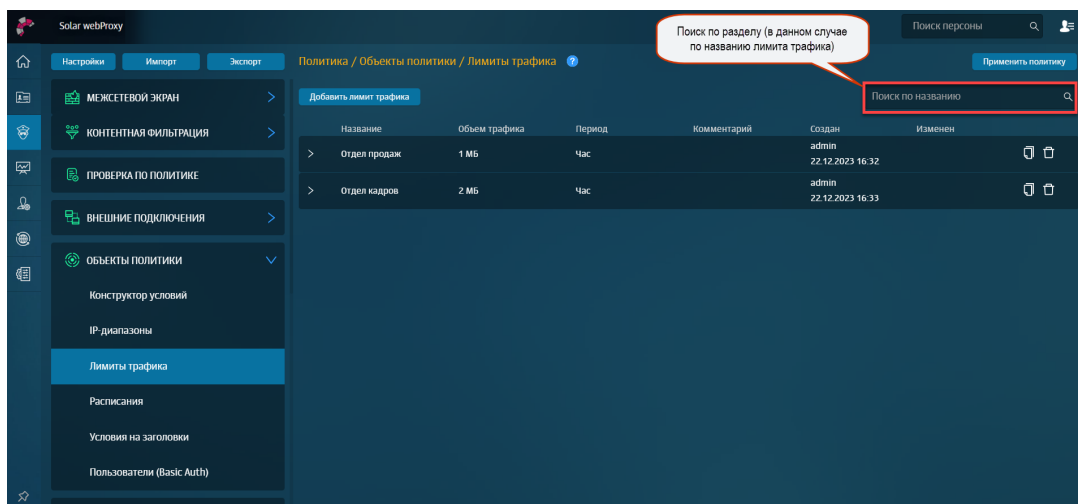 Solar webProxy
Поиск по разделу (в данном случае
по названию лимита трафика)
Поиск персоны
Настройки
Импорт
Экспорт
Политика / Объекты политики / Лимиты трафика ?
Применить политику
МЕЖСЕТЕВОЙ ЭКРАН
Добавить лимит трафика
Поиск по названию
КОНТЕНТНАЯ ФИЛЬТРАЦИЯ
Название Объем трафика Период Комментарий Создан Изменен
Отдел продаж 1 МБ Час admin
22.12.2023 16:32
ПРОВЕРКА ПО ПОЛИТИКЕ
Отдел кадров 2 МБ Час admin
22.12.2023 16:33
ВНЕШНИЕ ПОДКЛЮЧЕНИЯ
ОБЪЕКТЫ ПОЛИТИКИ
Конструктор условий
IP-диапазоны
Лимиты трафика
Расписания
Условия на заголовки
Пользователи (Basic Auth)